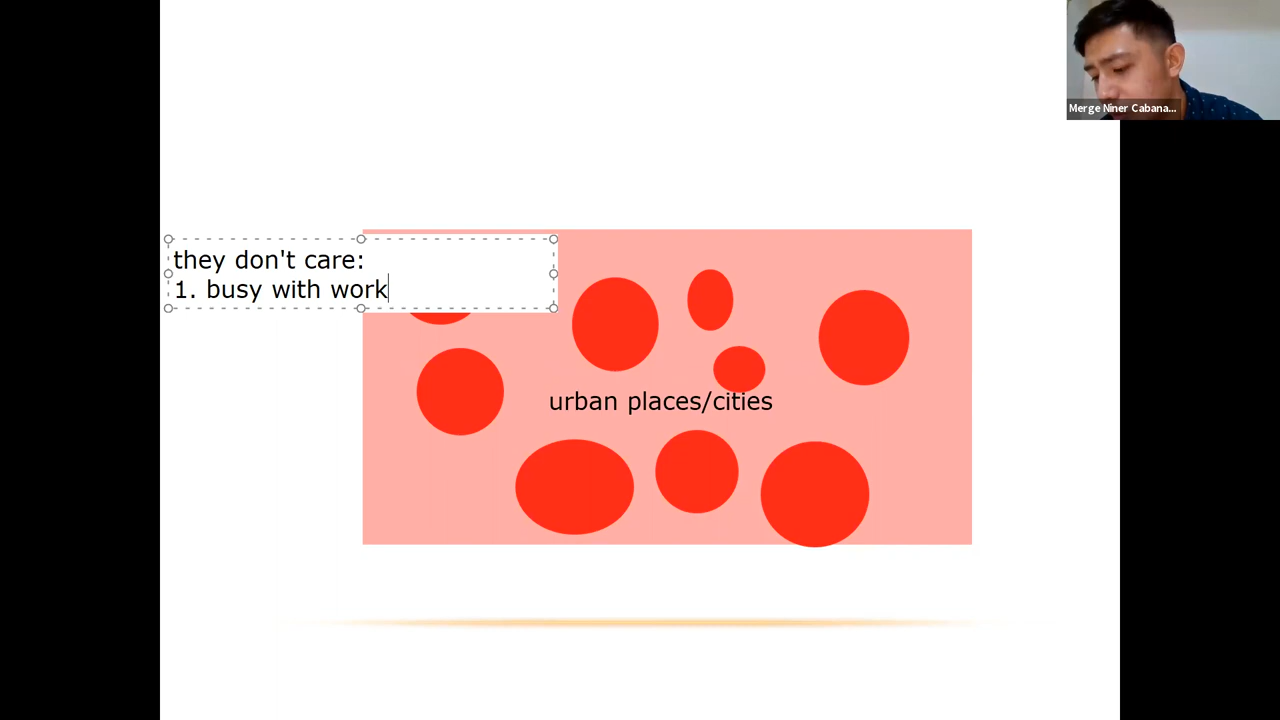 Merge Niner Cabana...
they don't care:
1. busy with work
urban places/cities